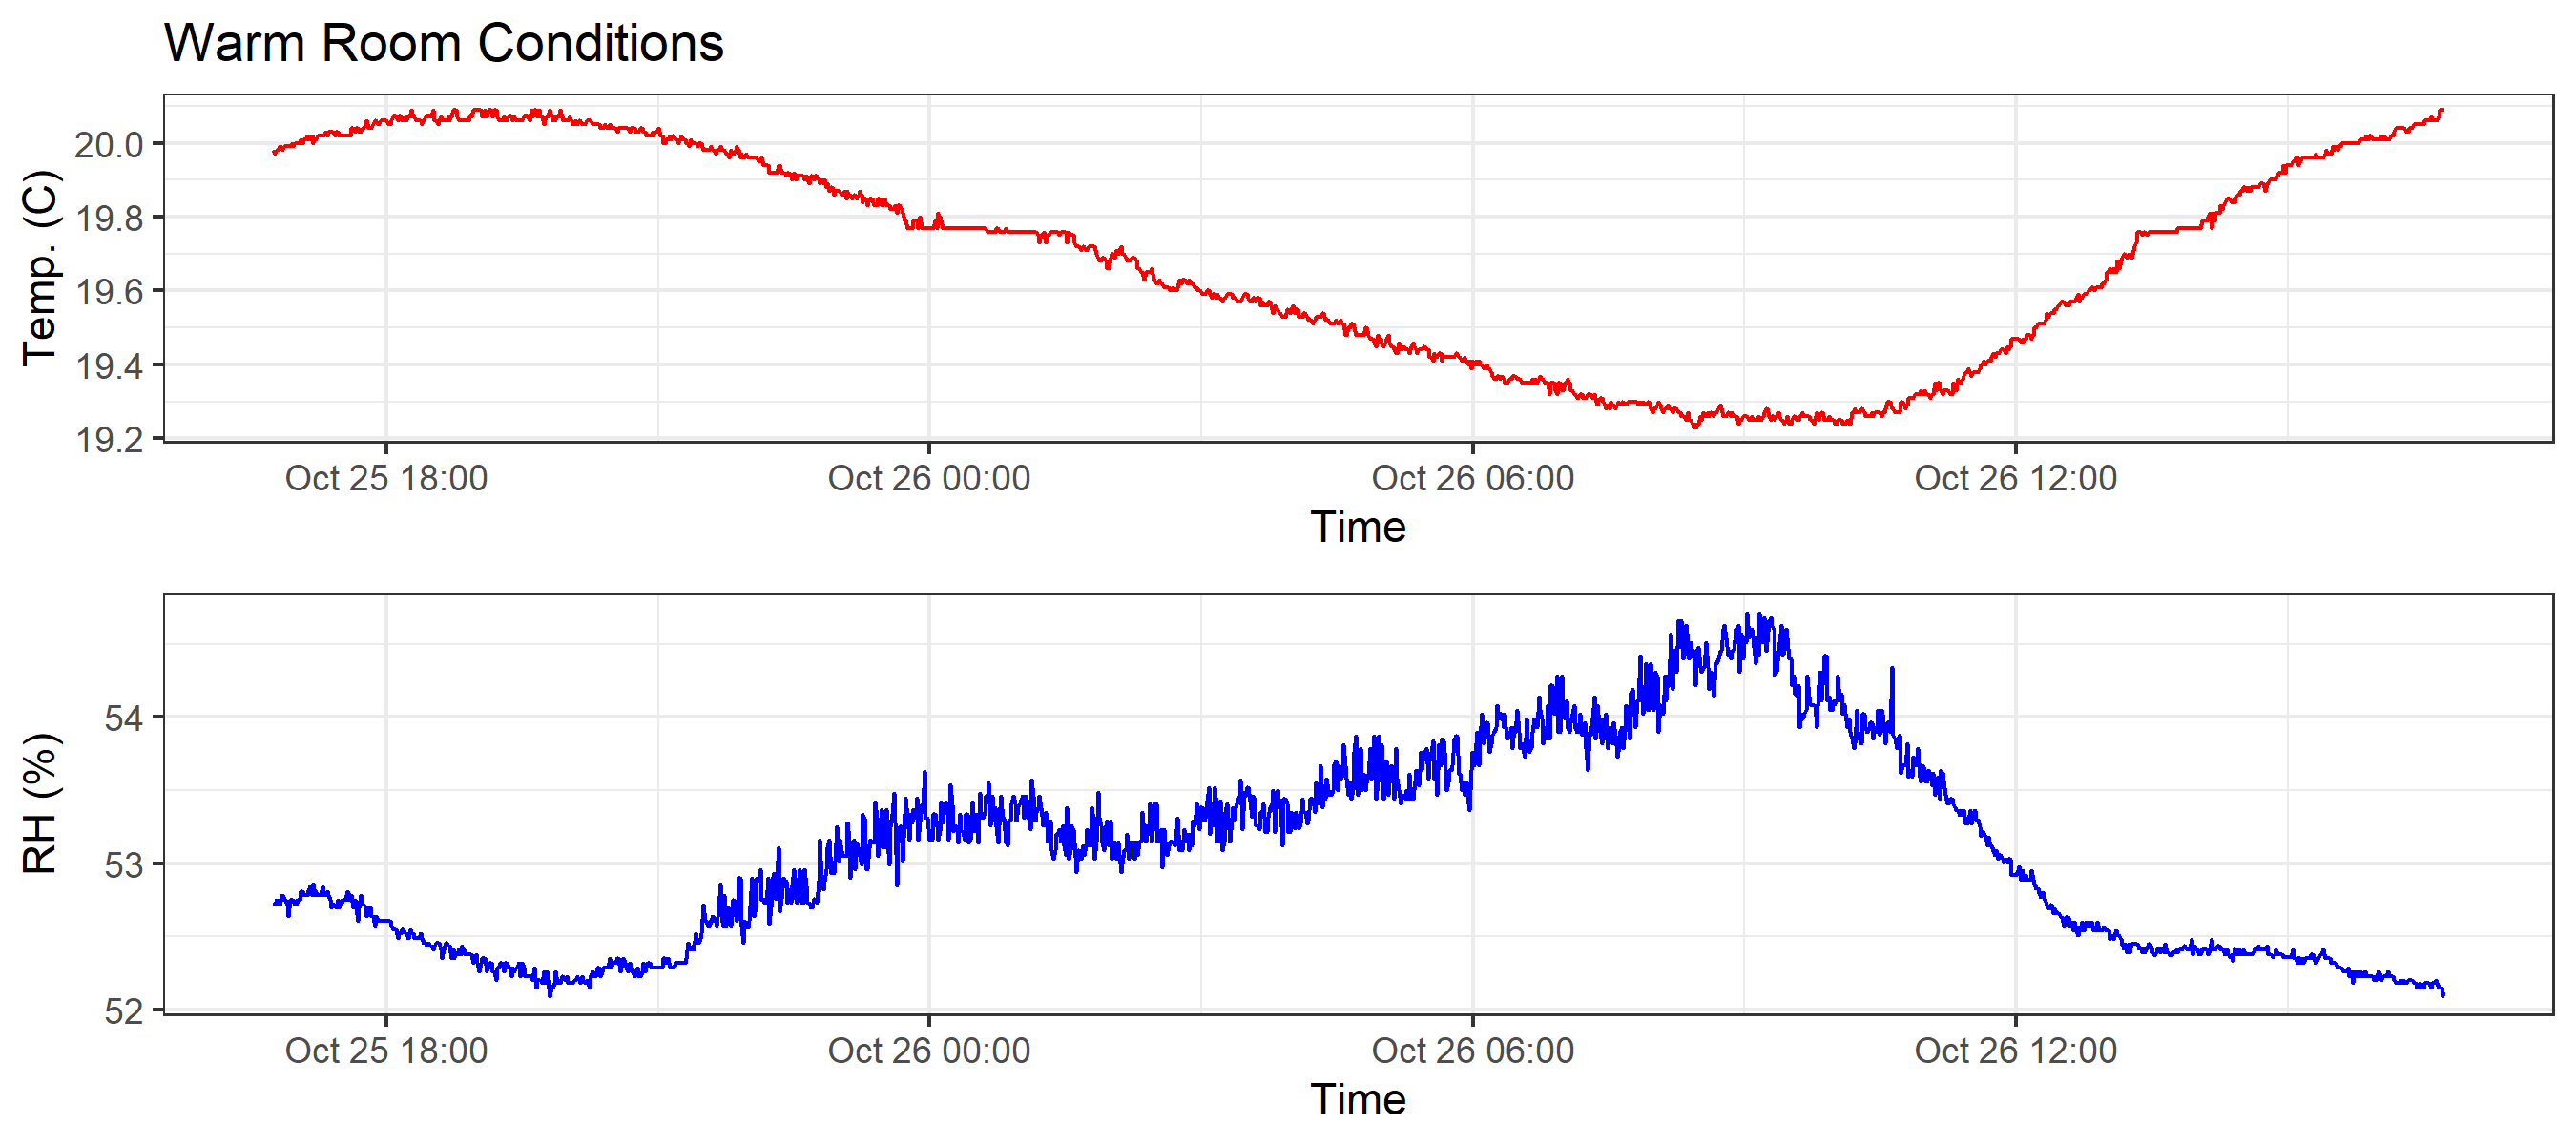 Warm Room Conditions
Temp. (C)
20.0
19.8
19.6
19.4
19.2
Oct 25 18:00 Oct 26 00:00 Oct 26 06:00 Oct 26 12:00
Time
RH (%)
54
53
52
Oct 25 18:00 Oct 26 00:00 Oct 26 06:00 Oct 26 12:00
Time